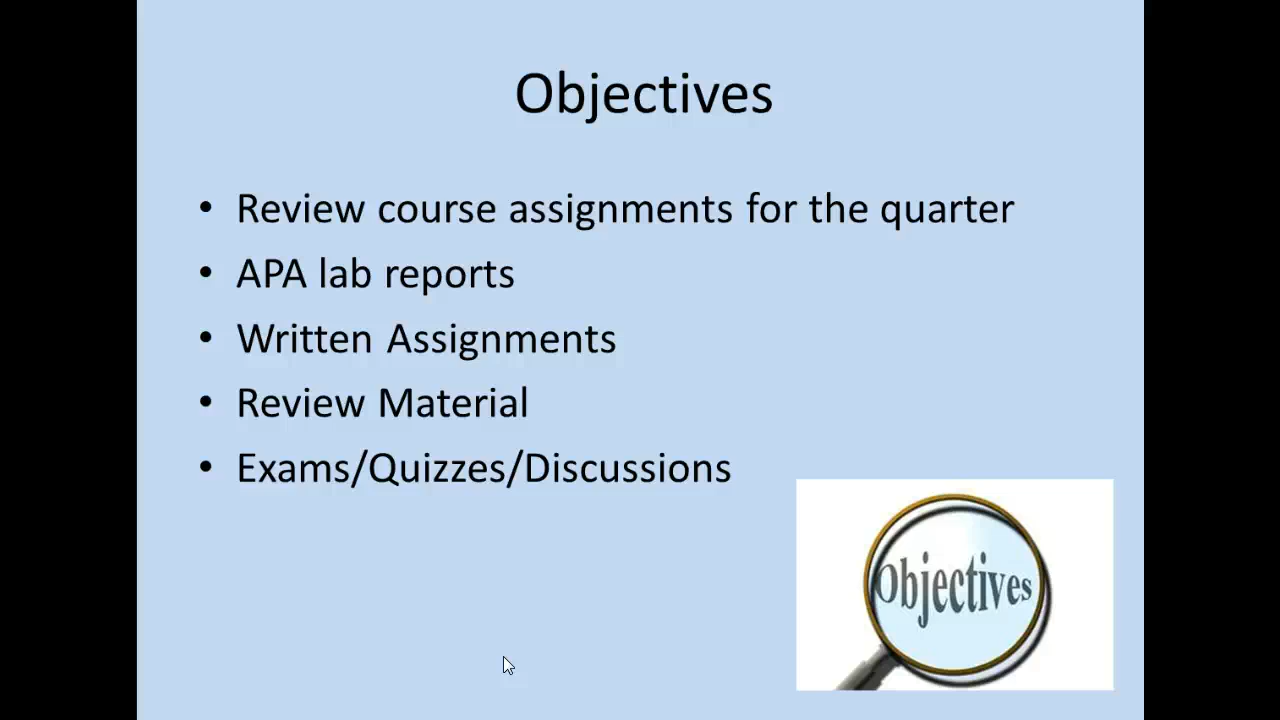 Objectives
• Review course assignments for the quarter
• APA lab reports
• Written Assignments
• Review Material
• Exams/Quizzes/Discussions
Objectives